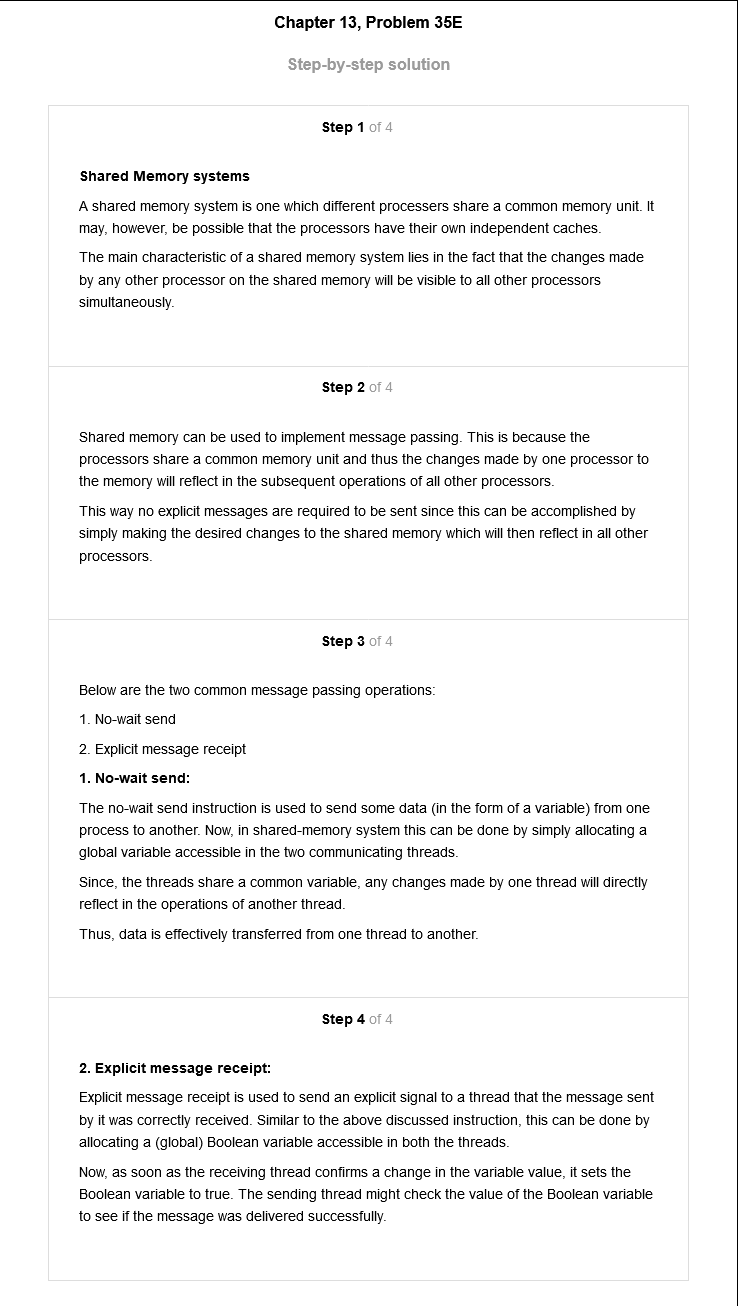 Chapter 13, Problem 35E
Step-by-step solution
Step 1 of 4
Shared Memory systems
A shared memory system is one which different processers share a common memory unit. It
may, however, be possible that the processors have their own independent caches.
The main characteristic of a shared memory system lies in the fact that the changes made
by any other processor on the shared memory will be visible to all other processors
simultaneously.
Step 2 of 4
Shared memory can be used to implement message passing. This is because the
processors share a common memory unit and thus the changes made by one processor to
the memory will reflect in the subsequent operations of all other processors.
This way no explicit messages are required to be sent since this can be accomplished by
simply making the desired changes to the shared memory which will then reflect in all other
processors.
Step 3 of 4
Below are the two common message passing operations:
1. No-wait send
2. Explicit message receipt
1. No-wait send:
The no-wait send instruction is used to send some data (in the form of a variable) from one
process to another. Now, in shared-memory system this can be done by simply allocating a
global variable accessible in the two communicating threads.
Since, the threads share a common variable, any changes made by one thread will directly
reflect in the operations of another thread.
Thus, data is effectively transferred from one thread to another.
Step 4 of 4
2. Explicit message receipt:
Explicit message receipt is used to send an explicit signal to a thread that the message sent
by it was correctly received. Similar to the above discussed instruction, this can be done by
allocating a (global) Boolean variable accessible in both the threads.
Now, as soon as the receiving thread confirms a change in the variable value, it sets the
Boolean variable to true. The sending thread might check the value of the Boolean variable
to see if the message was delivered successfully.